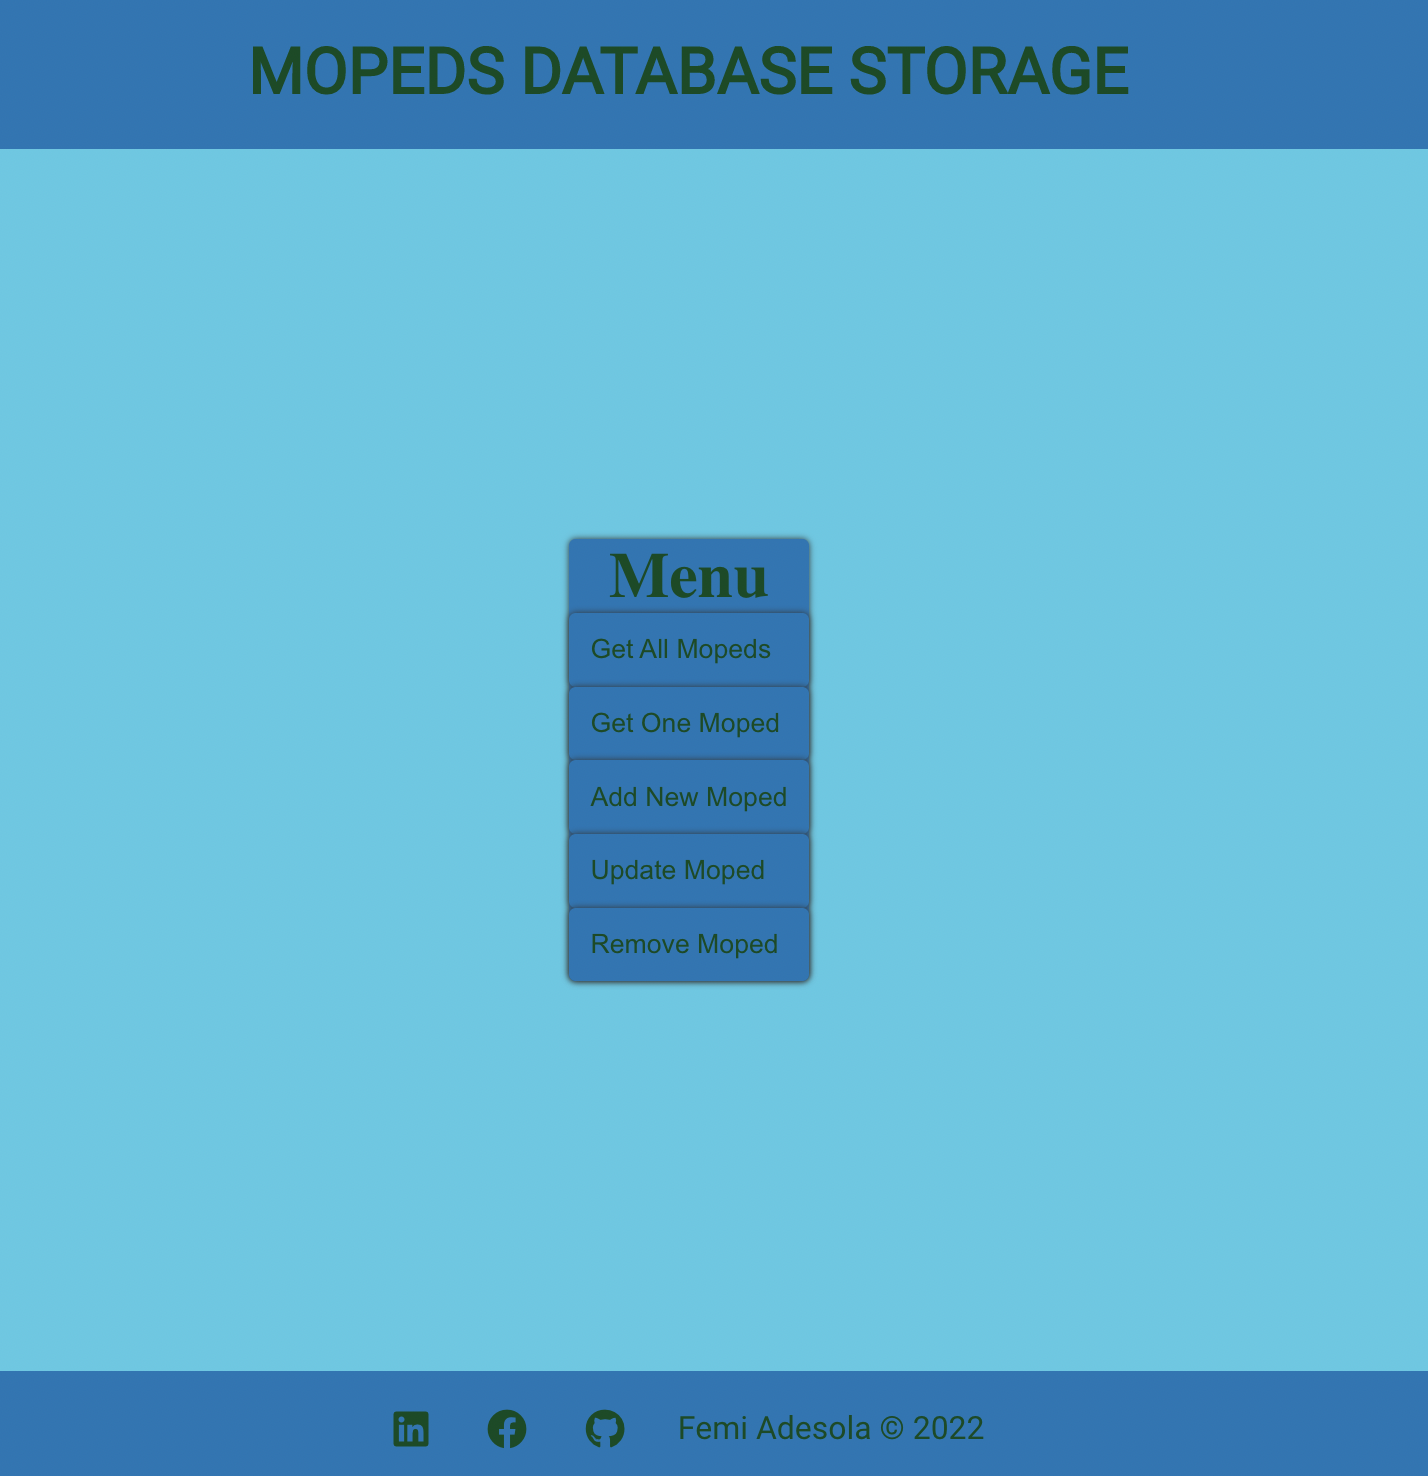 MOPEDS DATABASE STORAGE
Menu
Get All Mopeds
Get One Moped
Add New Moped
Update Moped
Remove Moped
Femi Adesola © 2022